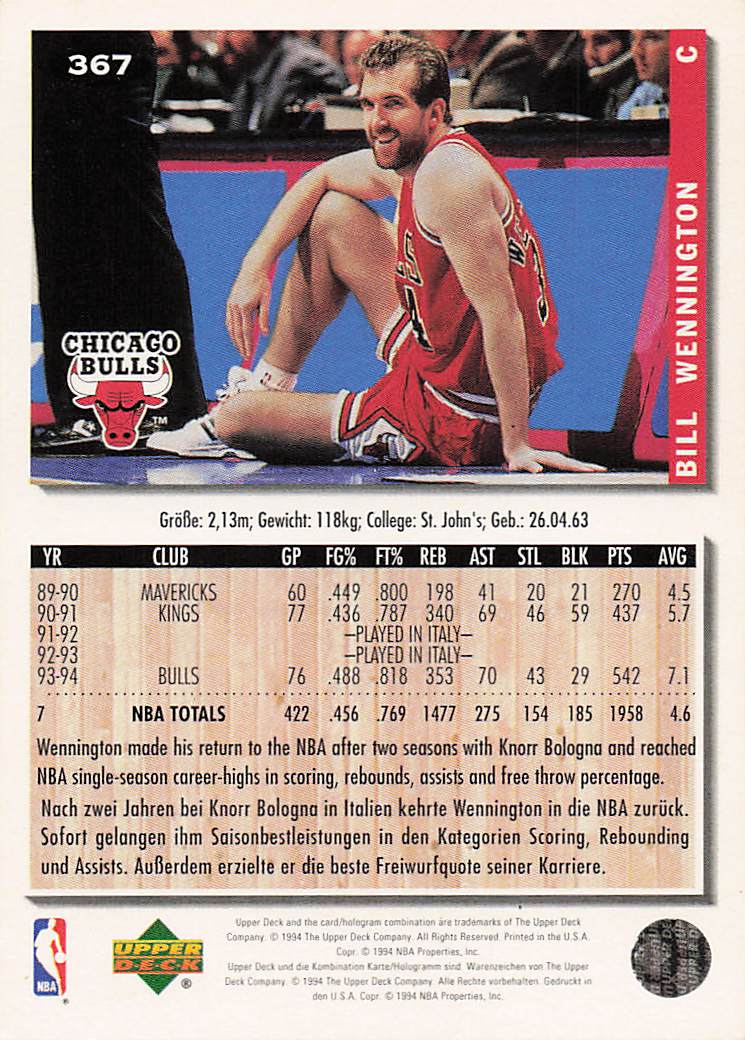 367
C
BILL WENNINGTON
CHICAGO
BULLS
TM
Größe: 2,13m; Gewicht: 118kg; College: St. John's; Geb.: 26.04.63
YR CLUB GP FG% FT% REB AST STL BLK PTS AVG
89-90 MAVERICKS 60 .449 .800 198 41 20 21 270 4.5
90-91 KINGS 77 .436 .787 340 69 46 59 437 5.7
91-92 –PLAYED IN ITALY–
92-93 –PLAYED IN ITALY–
93-94 BULLS 76 .488 .818 353 70 43 29 542 7.1
7 NBA TOTALS 422 .456 .769 1477 275 154 185 1958 4.6
Wennington made his return to the NBA after two seasons with Knorr Bologna and reached
NBA single-season career-highs in scoring, rebounds, assists and free throw percentage.
Nach zwei Jahren bei Knorr Bologna in Italien kehrte Wennington in die NBA zurück.
Sofort gelangen ihm Saisonbestleistungen in den Kategorien Scoring, Rebounding
und Assists. Außerdem erzielte er die beste Freiwurfquote seiner Karriere.
Upper Deck and the card/hologram combination are trademarks of The Upper Deck
Company. © 1994 The Upper Deck Company. All Rights Reserved. Printed in the U.S.A.
Copr. © 1994 NBA Properties, Inc.
Upper Deck und die Kombination Karte/Hologramm sind Warenzeichen von The Upper
Deck Company. © 1994 The Upper Deck Company. Alle Rechte vorbehalten. Gedruckt in
den U.S.A. Copr. © 1994 NBA Properties, Inc.
NBA
®
UPPER
DECK
®